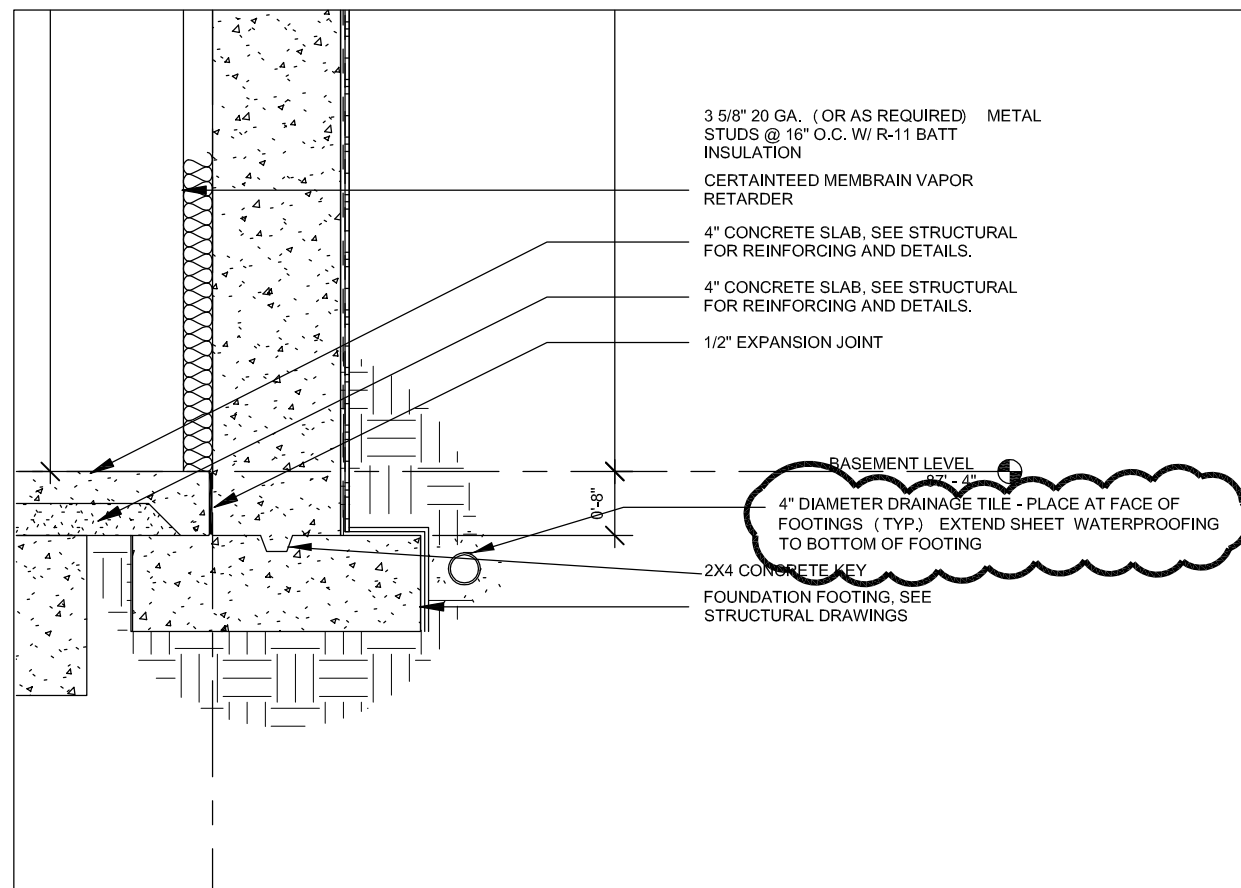 3 5/8" 20 GA. (OR AS REQUIRED) METAL
STUDS @ 16" O.C. W/ R-11 BATT
INSULATION
CERTAINTEED MEMBRAIN VAPOR
RETARDER
4" CONCRETE SLAB, SEE STRUCTURAL
FOR REINFORCING AND DETAILS.
4" CONCRETE SLAB, SEE STRUCTURAL
FOR REINFORCING AND DETAILS.
1/2" EXPANSION JOINT
BASEMENT LEVEL
87' - 4"
0'-8"
4" DIAMETER DRAINAGE TILE - PLACE AT FACE OF
FOOTINGS (TYP.) EXTEND SHEET WATERPROOFING
TO BOTTOM OF FOOTING
2X4 CONCRETE KEY
FOUNDATION FOOTING, SEE
STRUCTURAL DRAWINGS